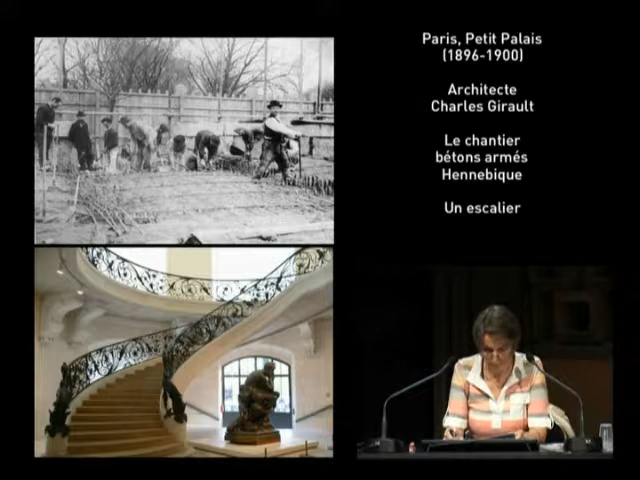 Paris, Petit Palais
(1896-1900)
Architecte
Charles Girault
Le chantier
bétons armés
Hennebique
Un escalier